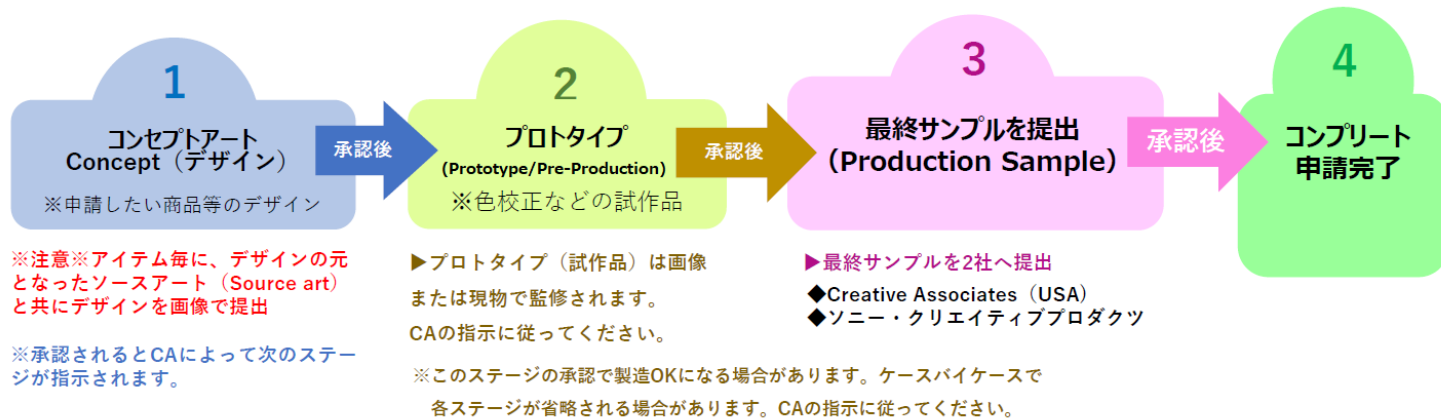 1
コンセプトアート
Concept（デザイン）
※申請したい商品等のデザイン
承認後
2
プロトタイプ
(Prototype/Pre-Production)
※色校正などの試作品
承認後
3
最終サンプルを提出
（Production Sample）
承認後
4
コンプリート
申請完了
※注意※アイテム毎に、デザインの元
となったソースアート（Source art）
と共にデザインを画像で提出
※承認されるとCAによって次のステー
ジが指示されます。
▶プロトタイプ（試作品）は画像
または現物で監修されます。
CAの指示に従ってください。
※このステージの承認で製造OKになる場合があります。ケースバイケースで
各ステージが省略される場合があります。CAの指示に従ってください。
▶最終サンプルを2社へ提出
◆Creative Associates（USA）
◆ソニー・クリエイティブプロダクツ